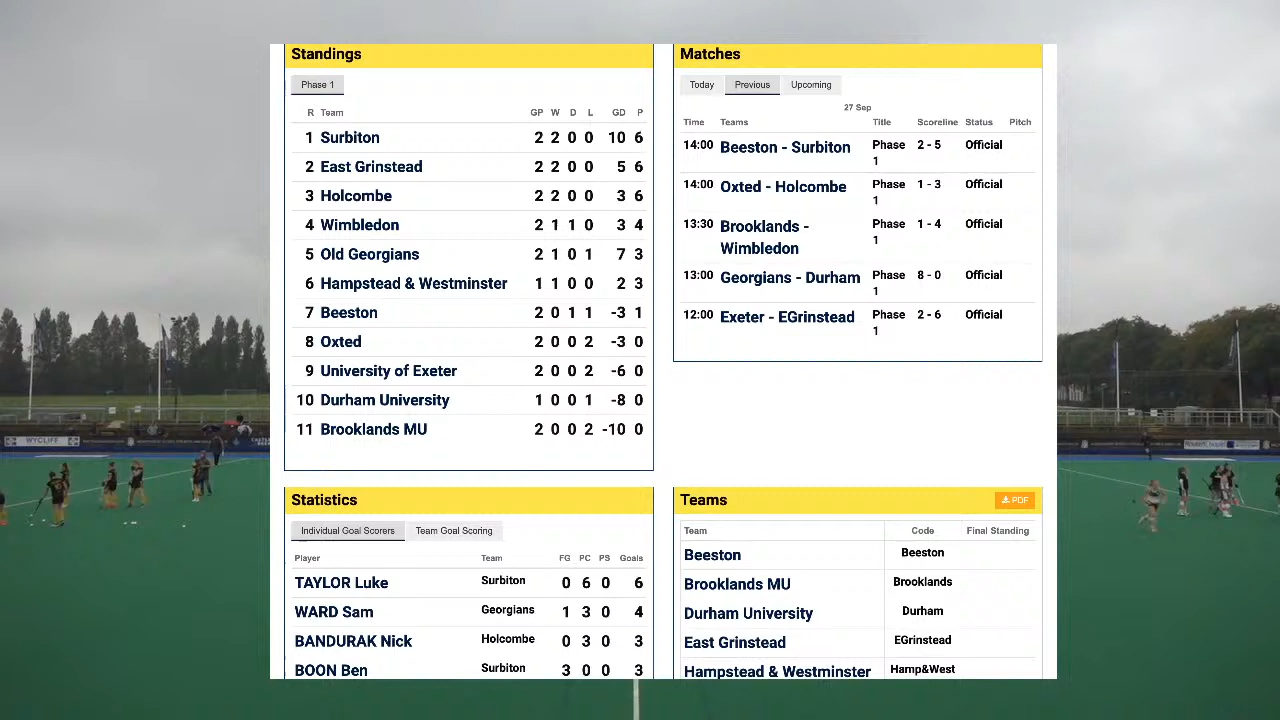 Standings
Phase 1
R Team GP W D L GD P
1 Surbiton 2 2 0 0 10 6
2 East Grinstead 2 2 0 0 5 6
3 Holcombe 2 2 0 0 3 6
4 Wimbledon 2 1 1 0 3 4
5 Old Georgians 2 1 0 1 7 3
6 Hampstead & Westminster 1 1 0 0 2 3
7 Beeston 2 0 1 1 -3 1
8 Oxted 2 0 0 2 -3 0
9 University of Exeter 2 0 0 2 -6 0
10 Durham University 1 0 0 1 -8 0
11 Brooklands MU 2 0 0 2 -10 0
Matches
Today Previous Upcoming
27 Sep
Time Teams Title Scoreline Status Pitch
14:00 Beeston - Surbiton Phase 2 - 5 Official
1
14:00 Oxted - Holcombe Phase 1 - 3 Official
1
13:30 Brooklands - Phase 1 - 4 Official
Wimbledon 1
13:00 Georgians - Durham Phase 8 - 0 Official
1
12:00 Exeter - EGrinstead Phase 2 - 6 Official
1
Statistics
Individual Goal Scorers Team Goal Scoring
Player Team FG PC PS Goals
TAYLOR Luke Surbiton 0 6 0 6
WARD Sam Georgians 1 3 0 4
BANDURAK Nick Holcombe 0 3 0 3
BOON Ben Surbiton 3 0 0 3
Teams
PDF
Team Code Final Standing
Beeston Beeston
Brooklands MU Brooklands
Durham University Durham
East Grinstead EGrinstead
Hampstead & Westminster Hamp&West
WYCLIFF